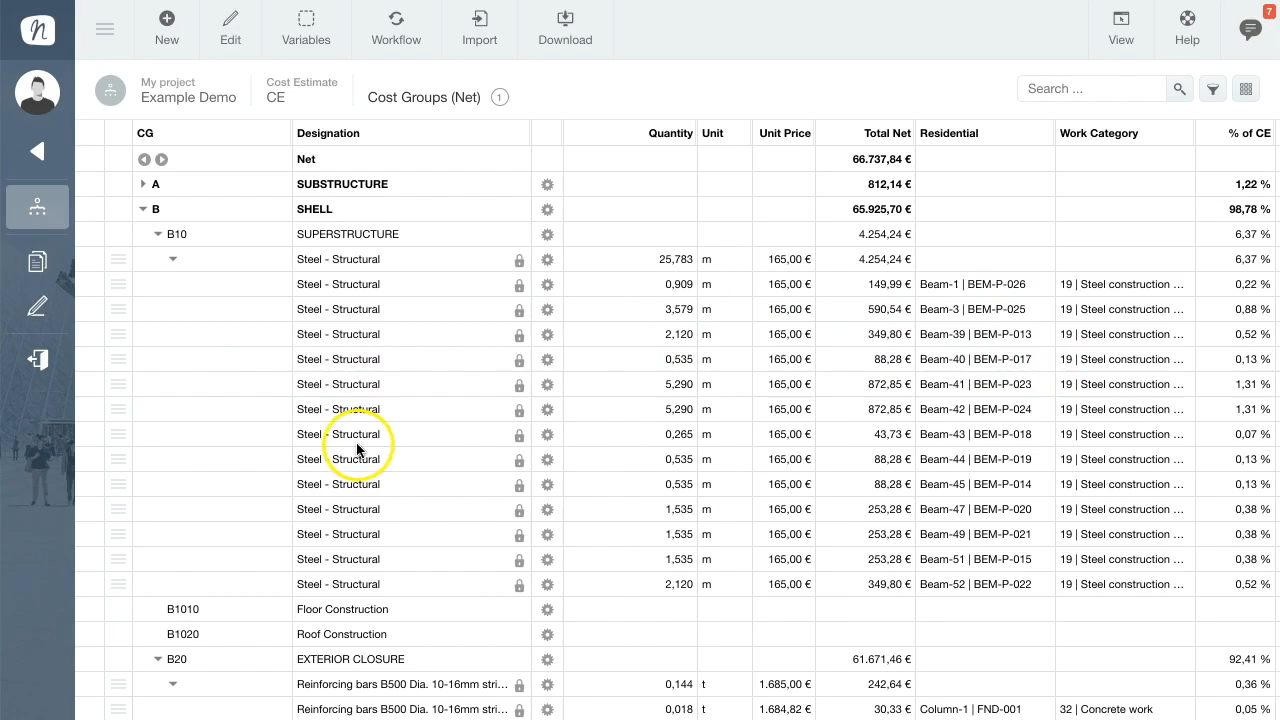 n
New Edit Variables Workflow Import Download View Help 7
My project Cost Estimate
Example Demo CE Cost Groups (Net) 1 Search ...
CG Designation Quantity Unit Unit Price Total Net Residential Work Category % of CE
Net 66.737,84 €
A SUBSTRUCTURE 812,14 € 1,22 %
B SHELL 65.925,70 € 98,78 %
B10 SUPERSTRUCTURE 4.254,24 € 6,37 %
Steel - Structural 25,783 m 165,00 € 4.254,24 € 6,37 %
Steel - Structural 0,909 m 165,00 € 149,99 € Beam-1 | BEM-P-026 19 | Steel construction ... 0,22 %
Steel - Structural 3,579 m 165,00 € 590,54 € Beam-3 | BEM-P-025 19 | Steel construction ... 0,88 %
Steel - Structural 2,120 m 165,00 € 349,80 € Beam-39 | BEM-P-013 19 | Steel construction ... 0,52 %
Steel - Structural 0,535 m 165,00 € 88,28 € Beam-40 | BEM-P-017 19 | Steel construction ... 0,13 %
Steel - Structural 5,290 m 165,00 € 872,85 € Beam-41 | BEM-P-023 19 | Steel construction ... 1,31 %
Steel - Structural 5,290 m 165,00 € 872,85 € Beam-42 | BEM-P-024 19 | Steel construction ... 1,31 %
Steel - Structural 0,265 m 165,00 € 43,73 € Beam-43 | BEM-P-018 19 | Steel construction ... 0,07 %
Steel - Structural 0,535 m 165,00 € 88,28 € Beam-44 | BEM-P-019 19 | Steel construction ... 0,13 %
Steel - Structural 0,535 m 165,00 € 88,28 € Beam-45 | BEM-P-014 19 | Steel construction ... 0,13 %
Steel - Structural 1,535 m 165,00 € 253,28 € Beam-47 | BEM-P-020 19 | Steel construction ... 0,38 %
Steel - Structural 1,535 m 165,00 € 253,28 € Beam-49 | BEM-P-021 19 | Steel construction ... 0,38 %
Steel - Structural 1,535 m 165,00 € 253,28 € Beam-51 | BEM-P-015 19 | Steel construction ... 0,38 %
Steel - Structural 2,120 m 165,00 € 349,80 € Beam-52 | BEM-P-022 19 | Steel construction ... 0,52 %
B1010 Floor Construction
B1020 Roof Construction
B20 EXTERIOR CLOSURE 61.671,46 € 92,41 %
Reinforcing bars B500 Dia. 10-16mm stri... 0,144 t 1.685,00 € 242,64 € 0,36 %
Reinforcing bars B500 Dia. 10-16mm stri... 0,018 t 1.684,82 € 30,33 € Column-1 | FND-001 32 | Concrete work 0,05 %